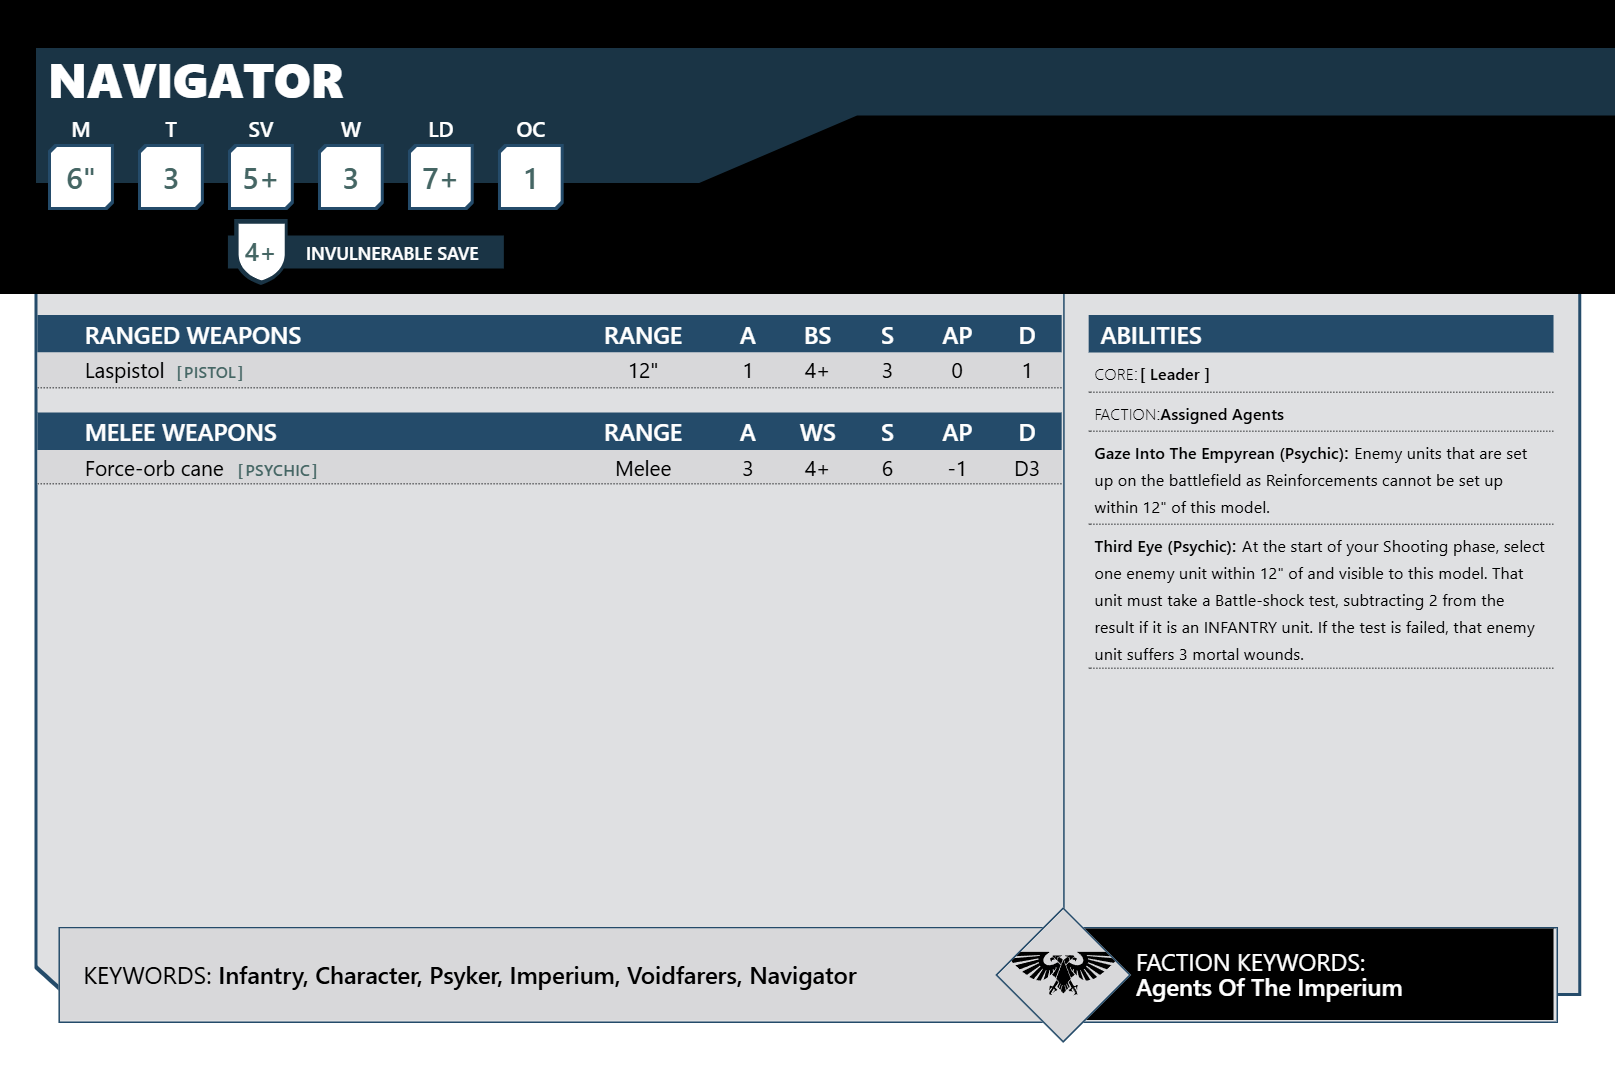 NAVIGATOR
M T SV W LD OC
6" 3 5+ 3 7+ 1
4+ INVULNERABLE SAVE
RANGED WEAPONS RANGE A BS S AP D
Laspistol [PISTOL] 12" 1 4+ 3 0 1
MELEE WEAPONS RANGE A WS S AP D
Force-orb cane [PSYCHIC] Melee 3 4+ 6 -1 D3
ABILITIES
CORE: [ Leader ]
FACTION: Assigned Agents
Gaze Into The Empyrean (Psychic): Enemy units that are set
up on the battlefield as Reinforcements cannot be set up
within 12" of this model.
Third Eye (Psychic): At the start of your Shooting phase, select
one enemy unit within 12" of and visible to this model. That
unit must take a Battle-shock test, subtracting 2 from the
result if it is an INFANTRY unit. If the test is failed, that enemy
unit suffers 3 mortal wounds.
KEYWORDS: Infantry, Character, Psyker, Imperium, Voidfarers, Navigator
FACTION KEYWORDS:
Agents Of The Imperium